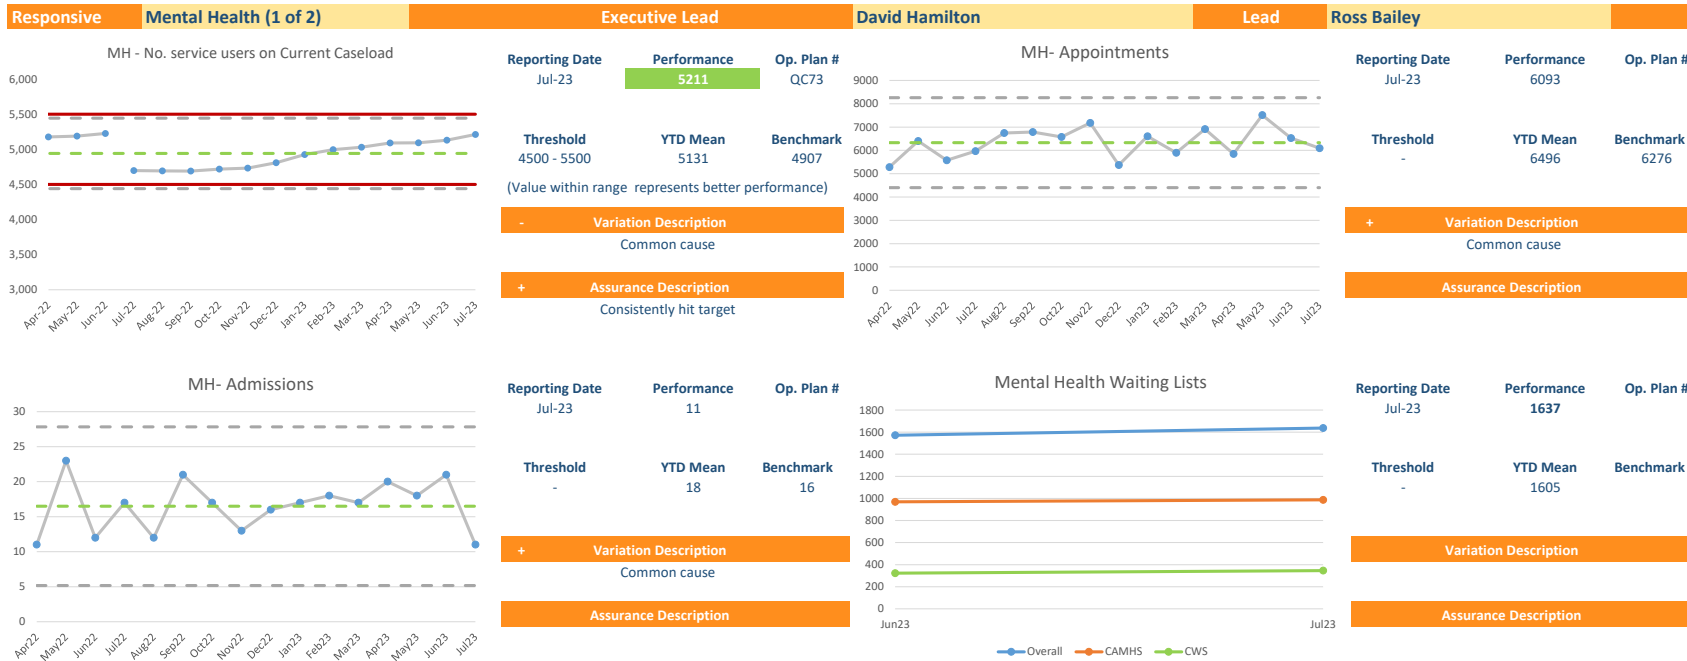 Responsive Mental Health (1 of 2) Executive Lead David Hamilton Lead Ross Bailey
MH - No. service users on Current Caseload
6,000
5,500
5,000
4,500
4,000
3,500
3,000
Apr-22 May-22 Jun-22 Jul-22 Aug-22 Sep-22 Oct-22 Nov-22 Dec-22 Jan-23 Feb-23 Mar-23 Apr-23 May-23 Jun-23 Jul-23
Reporting Date Performance Op. Plan #
Jul-23 5211 QC73
Threshold YTD Mean Benchmark
4500 - 5500 5131 4907
(Value within range represents better performance)
- Variation Description
Common cause
+ Assurance Description
Consistently hit target
MH- Appointments
9000
8000
7000
6000
5000
4000
3000
2000
1000
0
Apr22 May22 Jun22 Jul22 Aug22 Sep22 Oct22 Nov22 Dec22 Jan23 Feb23 Mar23 Apr23 May23 Jun23 Jul23
Reporting Date Performance Op. Plan #
Jul-23 6093
Threshold YTD Mean Benchmark
- 6496 6276
+ Variation Description
Common cause
Assurance Description
MH- Admissions
30
25
20
15
10
5
0
Apr22 May22 Jun22 Jul22 Aug22 Sep22 Oct22 Nov22 Dec22 Jan23 Feb23 Mar23 Apr23 May23 Jun23 Jul23
Reporting Date Performance Op. Plan #
Jul-23 11
Threshold YTD Mean Benchmark
- 18 16
+ Variation Description
Common cause
Assurance Description
Mental Health Waiting Lists
1800
1600
1400
1200
1000
800
600
400
200
0
Jun23 Jul23
Overall CAMHS CWS
Reporting Date Performance Op. Plan #
Jul-23 1637
Threshold YTD Mean Benchmark
- 1605
Variation Description
Assurance Description